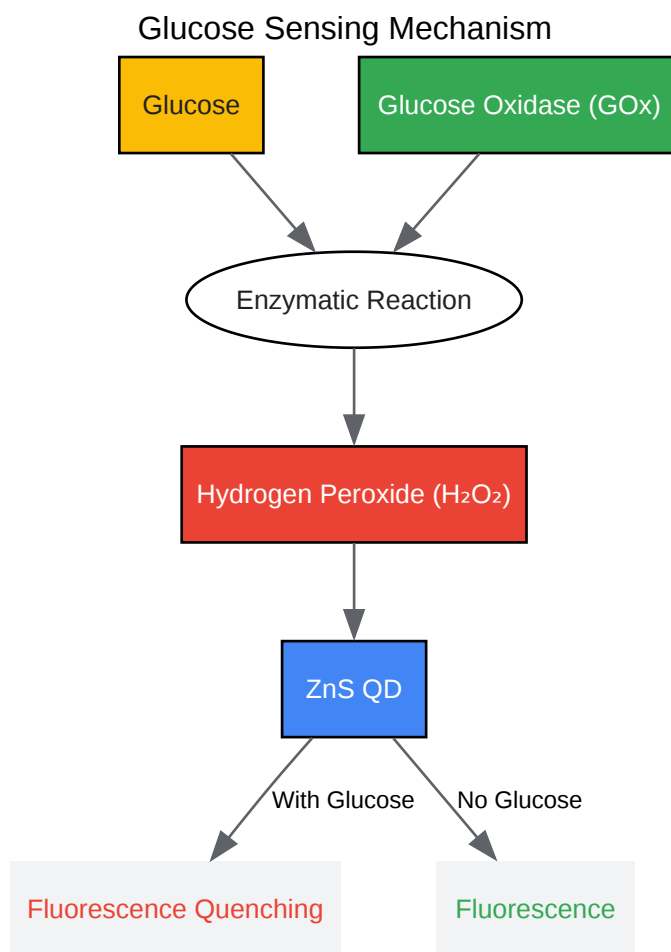 Glucose Sensing Mechanism
Glucose
Glucose Oxidase (GOx)
Enzymatic Reaction
Hydrogen Peroxide (H₂O₂)
ZnS QD
With Glucose
No Glucose
Fluorescence Quenching
Fluorescence